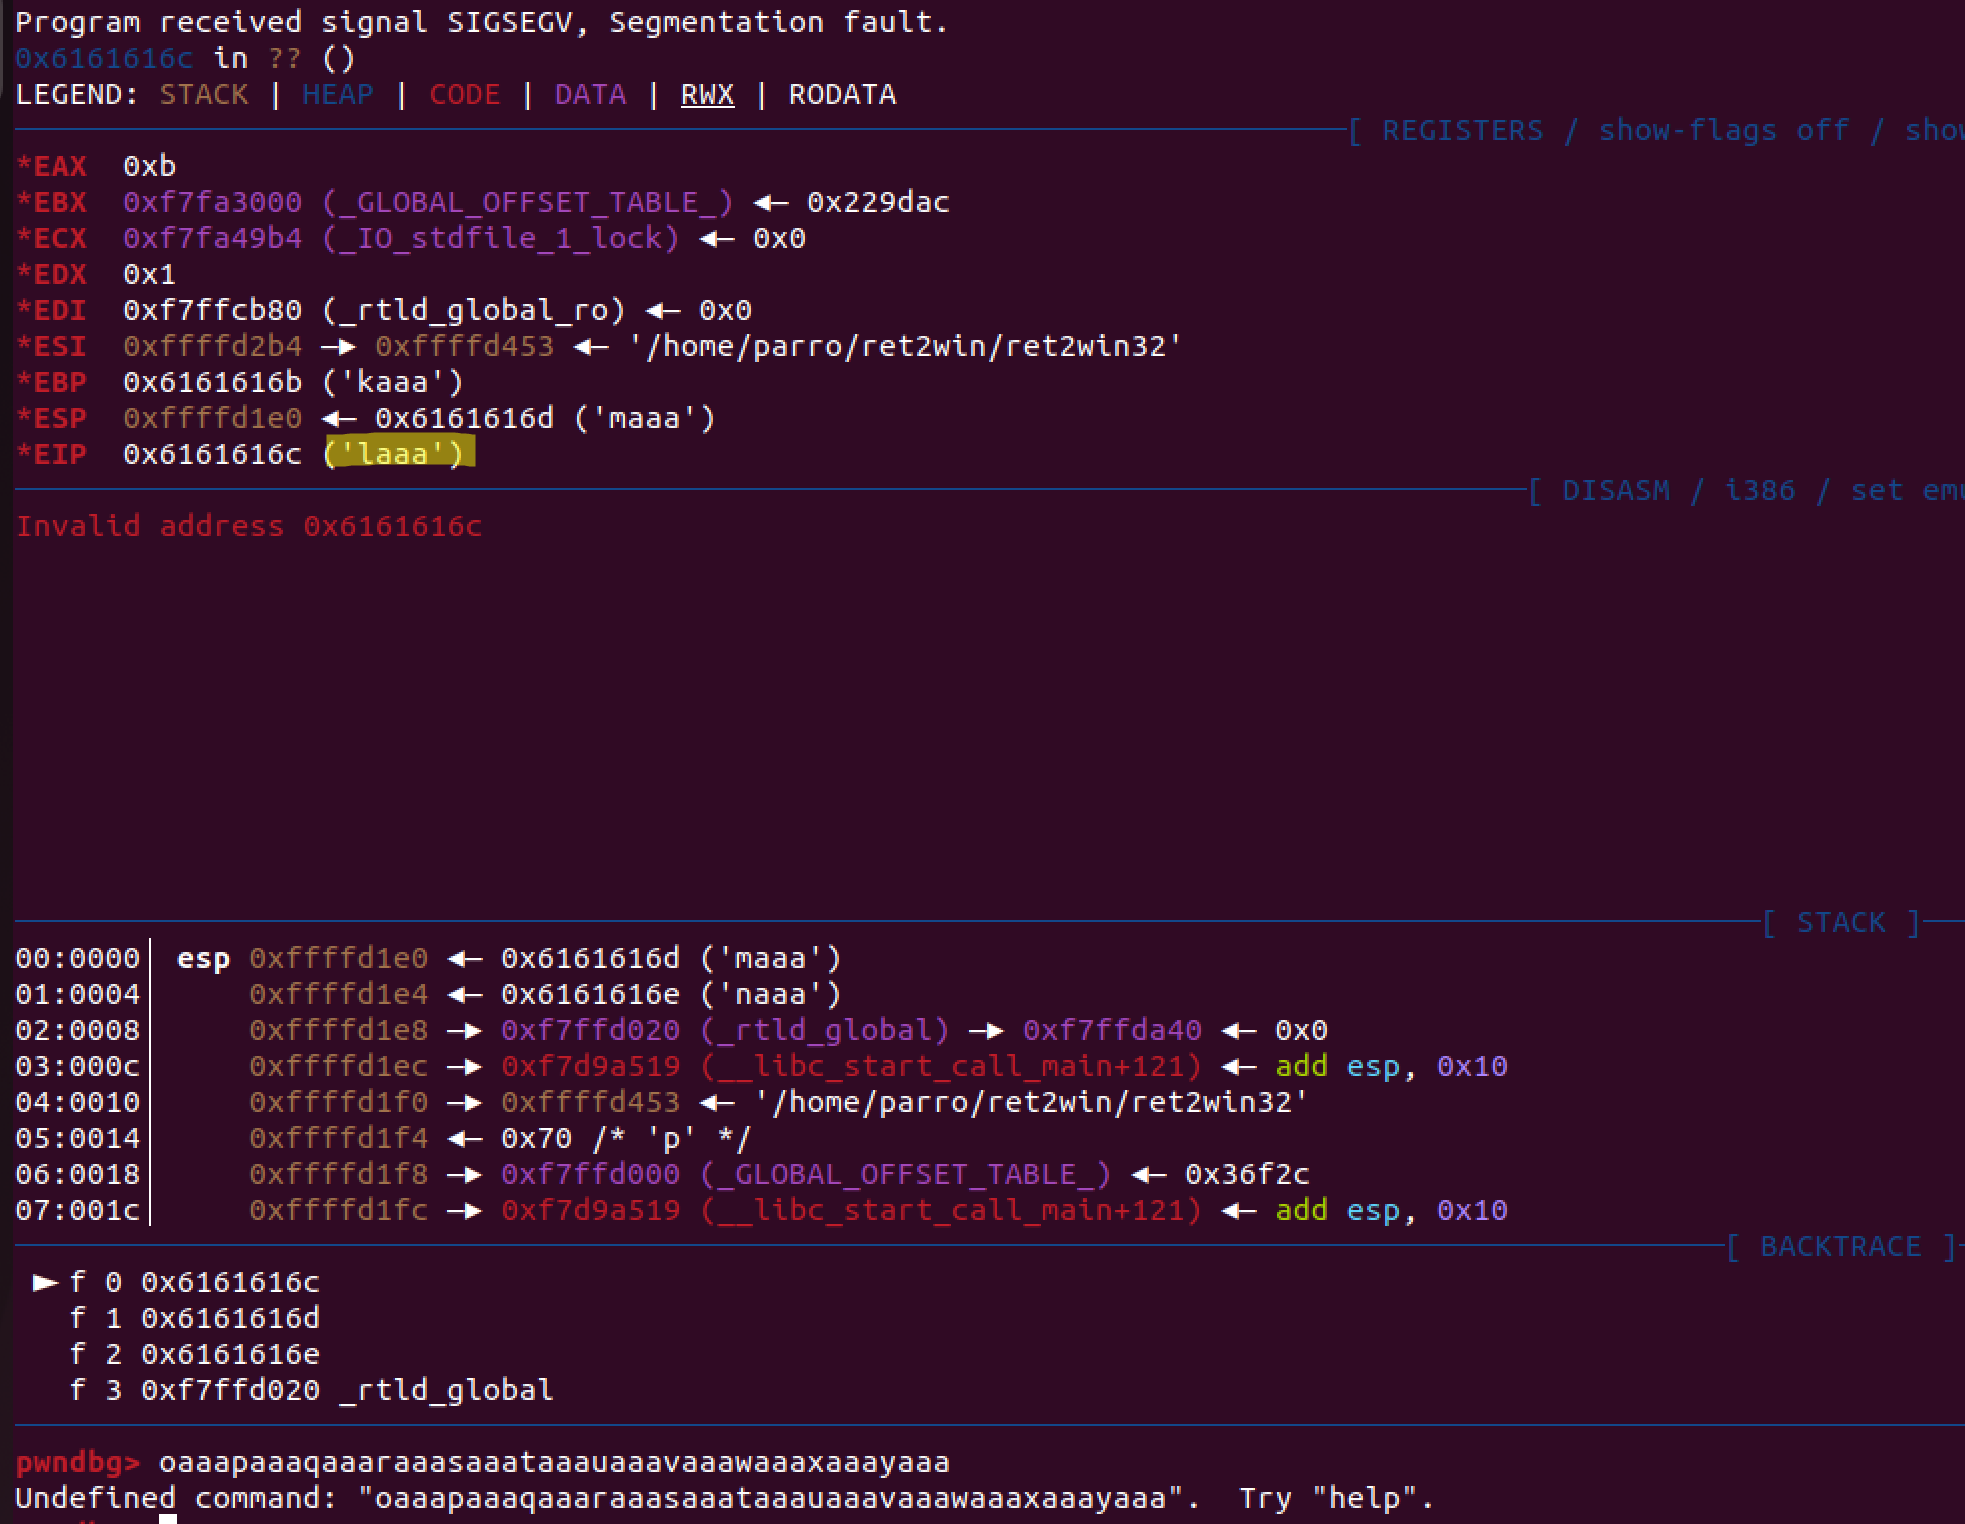 Program received signal SIGSEGV, Segmentation fault.
0x6161616c in ?? ()
LEGEND: STACK | HEAP | CODE | DATA | RWX | RODATA
[ REGISTERS / show-flags off / show
*EAX  0xb
*EBX  0xf7fa3000 (_GLOBAL_OFFSET_TABLE_) ◂— 0x229dac
*ECX  0xf7fa49b4 (_IO_stdfile_1_lock) ◂— 0x0
*EDX  0x1
*EDI  0xf7ffcb80 (_rtld_global_ro) ◂— 0x0
*ESI  0xffffd2b4 —▸ 0xffffd453 ◂— '/home/parro/ret2win/ret2win32'
*EBP  0x6161616b ('kaaa')
*ESP  0xffffd1e0 ◂— 0x6161616d ('maaa')
*EIP  0x6161616c ('laaa')
[ DISASM / i386 / set emu
Invalid address 0x6161616c
[ STACK ]
00:0000│ esp 0xffffd1e0 ◂— 0x6161616d ('maaa')
01:0004│     0xffffd1e4 ◂— 0x6161616e ('naaa')
02:0008│     0xffffd1e8 —▸ 0xf7ffd020 (_rtld_global) —▸ 0xf7ffda40 ◂— 0x0
03:000c│     0xffffd1ec —▸ 0xf7d9a519 (__libc_start_call_main+121) ◂— add esp, 0x10
04:0010│     0xffffd1f0 —▸ 0xffffd453 ◂— '/home/parro/ret2win/ret2win32'
05:0014│     0xffffd1f4 ◂— 0x70 /* 'p' */
06:0018│     0xffffd1f8 —▸ 0xf7ffd000 (_GLOBAL_OFFSET_TABLE_) ◂— 0x36f2c
07:001c│     0xffffd1fc —▸ 0xf7d9a519 (__libc_start_call_main+121) ◂— add esp, 0x10
[ BACKTRACE ]
► f 0 0x6161616c
f 1 0x6161616d
f 2 0x6161616e
f 3 0xf7ffd020 _rtld_global
pwndbg> oaaapaaaqaaaraaasaaataaauaaavaaawaaaxaaayaaa
Undefined command: "oaaapaaaqaaaraaasaaataaauaaavaaawaaaxaaayaaa".  Try "help".